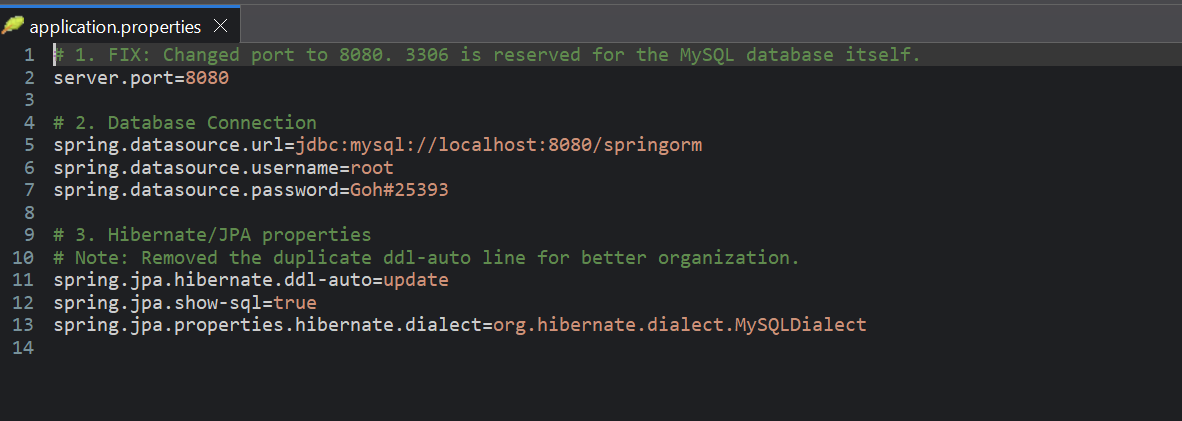 application.properties
1 # 1. FIX: Changed port to 8080. 3306 is reserved for the MySQL database itself.
2 server.port=8080
3
4 # 2. Database Connection
5 spring.datasource.url=jdbc:mysql://localhost:8080/springorm
6 spring.datasource.username=root
7 spring.datasource.password=Goh#25393
8
9 # 3. Hibernate/JPA properties
10 # Note: Removed the duplicate ddl-auto line for better organization.
11 spring.jpa.hibernate.ddl-auto=update
12 spring.jpa.show-sql=true
13 spring.jpa.properties.hibernate.dialect=org.hibernate.dialect.MySQLDialect
14